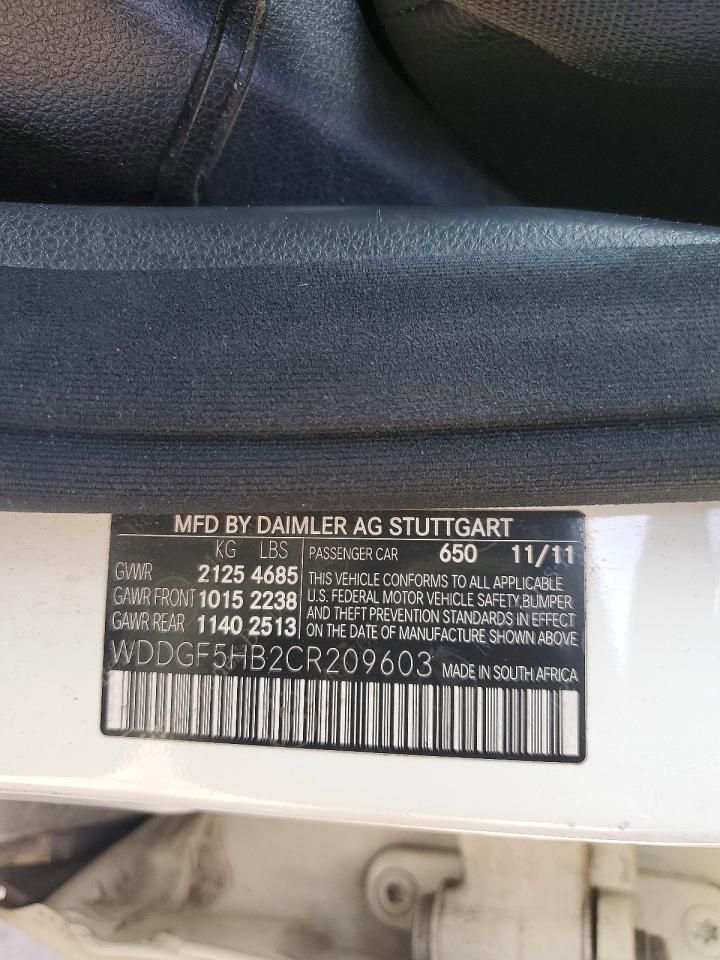 MFD BY DAIMLER AG STUTTGART
KG LBS
GVWR 2125 4685
GAWR FRONT 1015 2238
GAWR REAR 1140 2513
PASSENGER CAR 650 11/11
THIS VEHICLE CONFORMS TO ALL APPLICABLE
U.S. FEDERAL MOTOR VEHICLE SAFETY,BUMPER
AND THEFT PREVENTION STANDARDS IN EFFECT
ON THE DATE OF MANUFACTURE SHOWN ABOVE
WDDGF5HB2CR209603 MADE IN SOUTH AFRICA